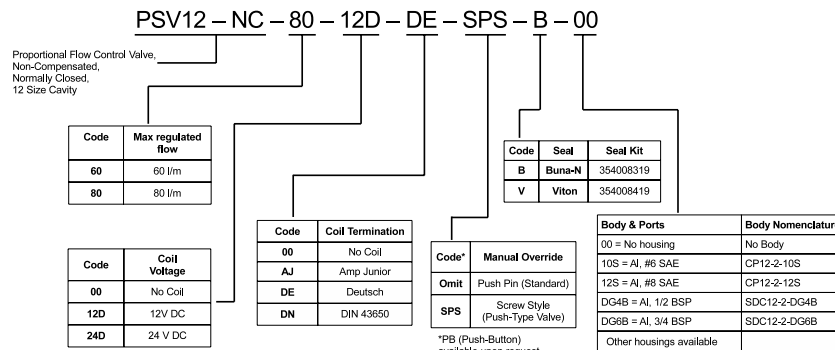 PSV12 – NC – 80 – 12D – DE – SPS – B – 00
Proportional Flow Control Valve,
Non-Compensated,
Normally Closed,
12 Size Cavity
Code Max regulated flow
60 60 l/m
80 80 l/m
Code Coil Voltage
00 No Coil
12D 12V DC
24D 24 V DC
Code Coil Termination
00 No Coil
AJ Amp Junior
DE Deutsch
DN DIN 43650
Code* Manual Override
Omit Push Pin (Standard)
SPS Screw Style (Push-Type Valve)
*PB (Push-Button)
available upon request
Code Seal Seal Kit
B Buna-N 354008319
V Viton 354008419
Body & Ports Body Nomenclature
00 = No housing No Body
10S = Al, #6 SAE CP12-2-10S
12S = Al, #8 SAE CP12-2-12S
DG4B = Al, 1/2 BSP SDC12-2-DG4B
DG6B = Al, 3/4 BSP SDC12-2-DG6B
Other housings available